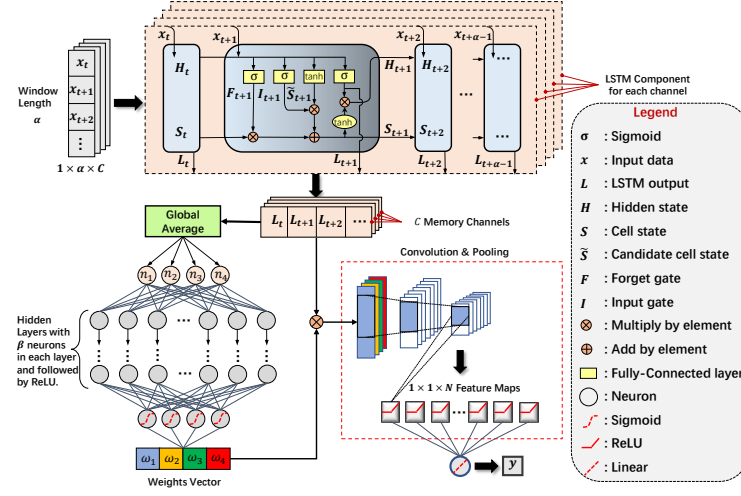 Window
Length
α
x_t
x_{t+1}
x_{t+2}
⋮
1 × α × C
x_t
x_{t+1}
x_{t+2}
x_{t+α-1}
H_t
σ
σ
tanh
σ
H_{t+1}
H_{t+2}
...
F_{t+1}
I_{t+1}
S̃_{t+1}
tanh
...
S_t
S_{t+1}
S_{t+2}
...
L_t
L_{t+1}
L_{t+2}
L_{t+α-1}
LSTM Component
for each channel
Global
Average
L_t
L_{t+1}
L_{t+2}
...
C Memory Channels
n_1
n_2
n_3
n_4
Hidden
Layers with
β neurons
in each layer
and followed
by ReLU.
...
...
ω_1
ω_2
ω_3
ω_4
Weights Vector
Convolution & Pooling
1 × 1 × N Feature Maps
...
y
Legend
σ : Sigmoid
x : Input data
L : LSTM output
H : Hidden state
S : Cell state
S̃ : Candidate cell state
F : Forget gate
I : Input gate
: Multiply by element
: Add by element
: Fully-Connected layer
: Neuron
: Sigmoid
: ReLU
: Linear